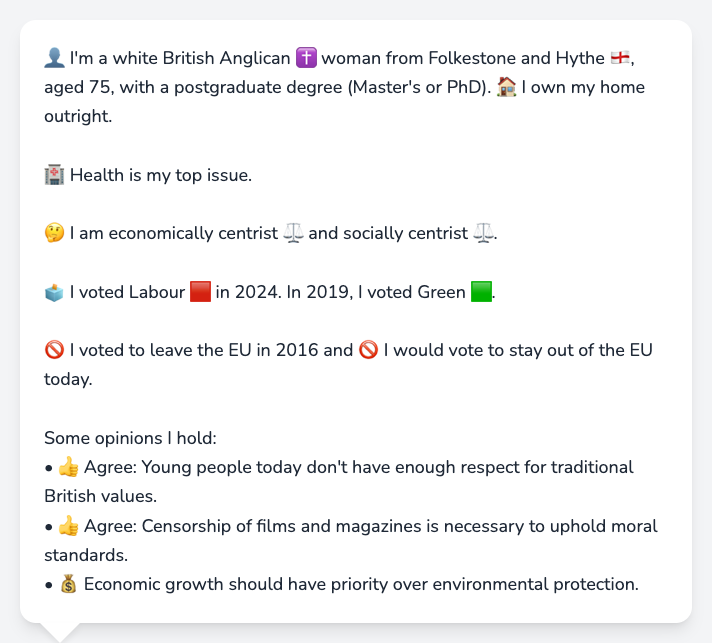 👤 I'm a white British Anglican ✝️ woman from Folkestone and Hythe 🏴󠁧󠁢󠁥󠁮󠁧󠁿,
aged 75, with a postgraduate degree (Master's or PhD). 🏠 I own my home
outright.
🏥 Health is my top issue.
🤔 I am economically centrist ⚖️ and socially centrist ⚖️.
🗳️ I voted Labour 🟥 in 2024. In 2019, I voted Green 🟩.
🚫 I voted to leave the EU in 2016 and 🚫 I would vote to stay out of the EU
today.
Some opinions I hold:
• 👍 Agree: Young people today don't have enough respect for traditional
British values.
• 👍 Agree: Censorship of films and magazines is necessary to uphold moral
standards.
• 💰 Economic growth should have priority over environmental protection.